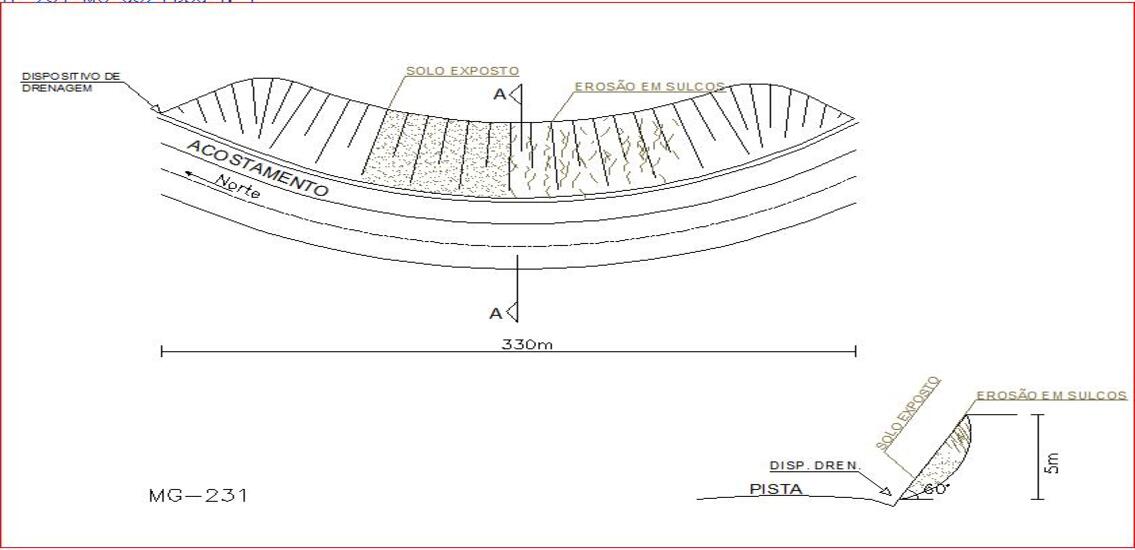 DISPOSITIVO DE
DRENAGEM
SOLO EXPOSTO
A
EROSÃO EM SULCOS
ACOSTAMENTO
Norte
A
330m
SOLO EXPOSTO
EROSÃO EM SULCOS
DISP. DREN.
PISTA
60°
5m
MG-231